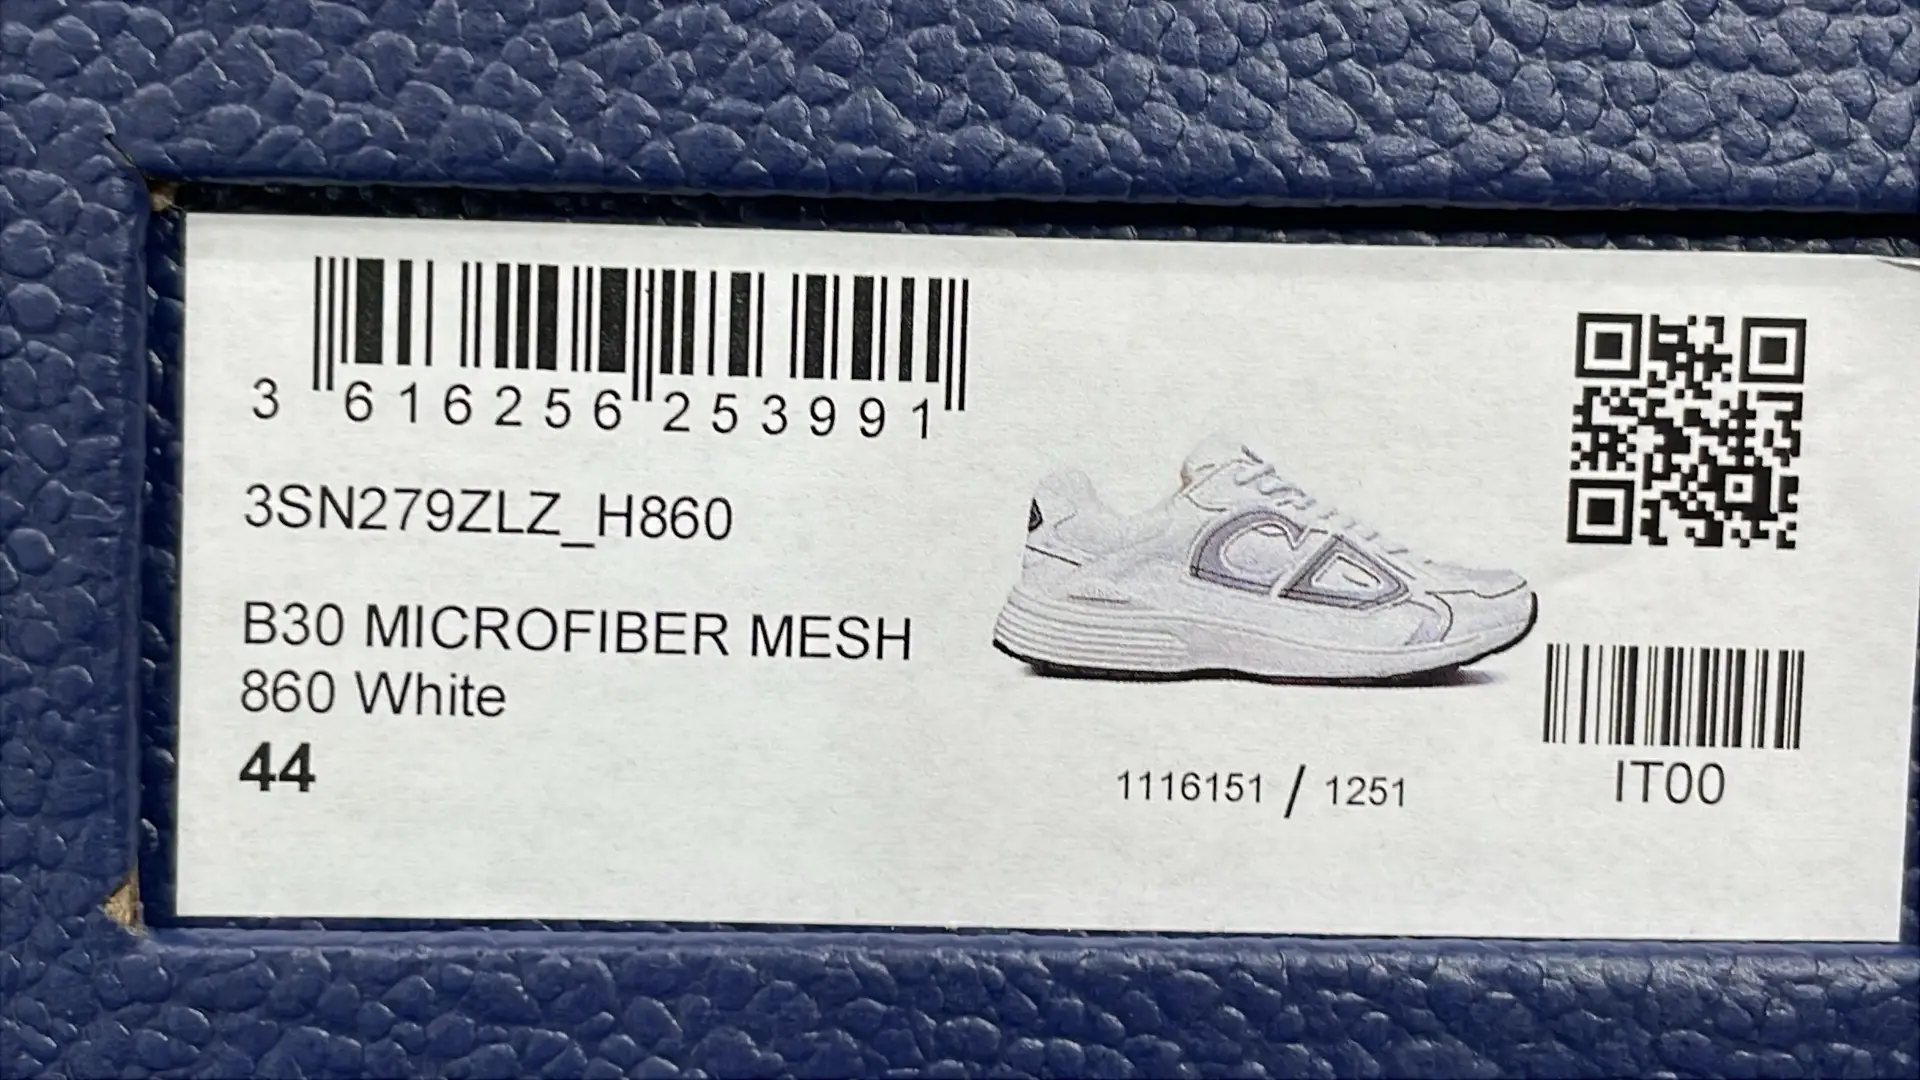 3 616256 253991
3SN279ZLZ_H860
B30 MICROFIBER MESH
860 White
44
1116151 / 1251
IT00